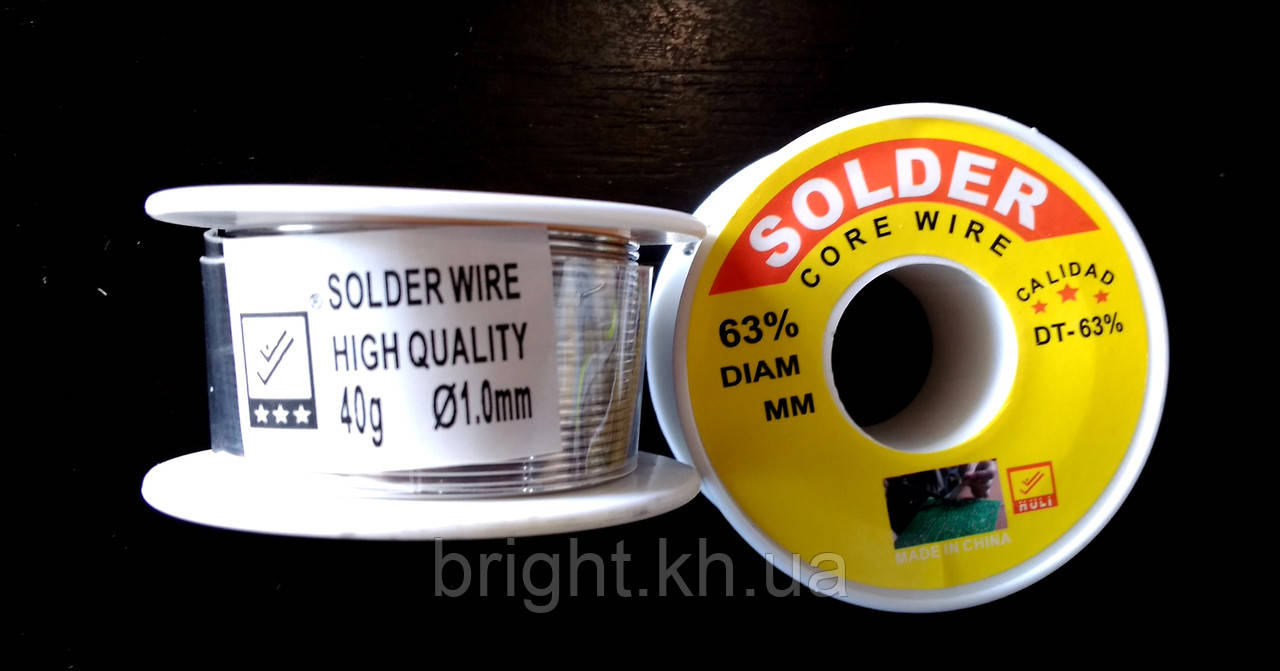 SOLDER WIRE
HIGH QUALITY
40g Ø1.0mm
SOLDER
CORE WIRE
CALIDAD
DT-63%
63%
DIAM
MM
HULI
MADE IN CHINA
bright.kh.ua